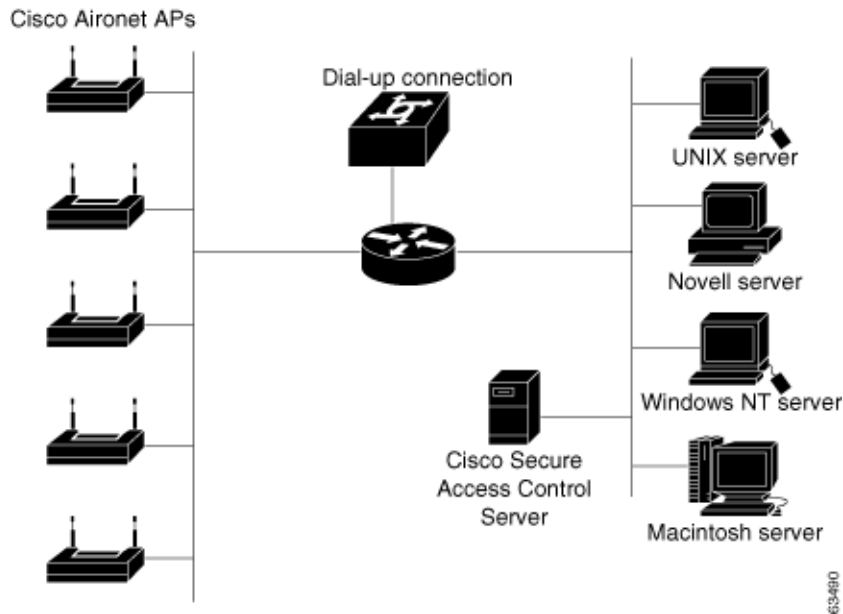 Cisco Aironet APs
Dial-up connection
UNIX server
Novell server
Windows NT server
Cisco Secure
Access Control
Server
Macintosh server
63490